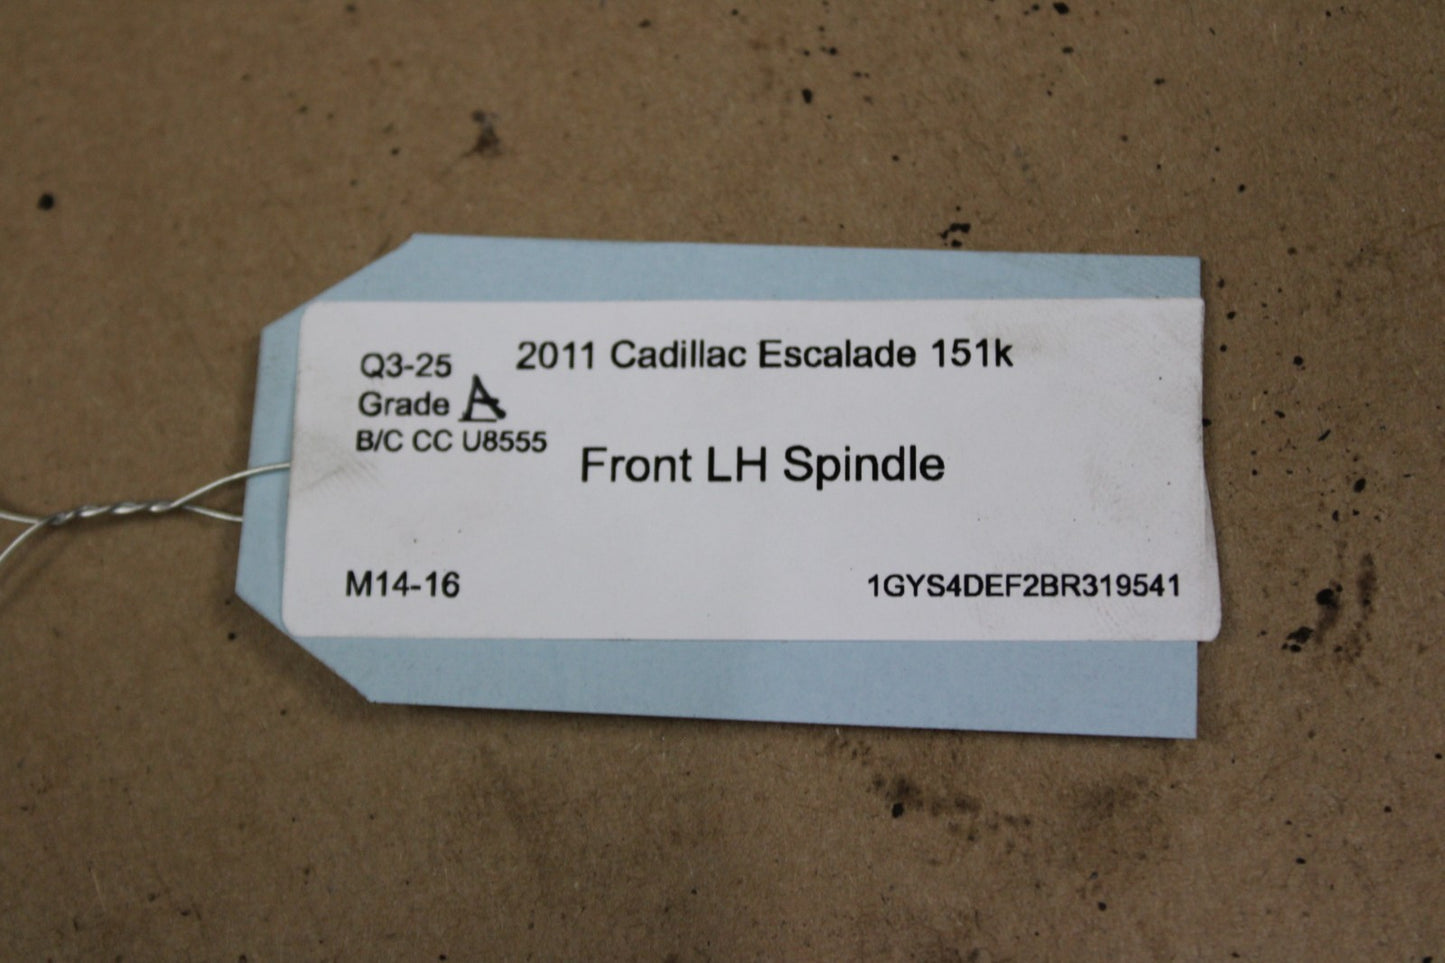 Q3-25
2011 Cadillac Escalade 151k
Grade A
B/C CC U8555
Front LH Spindle
M14-16
1GYS4DEF2BR319541